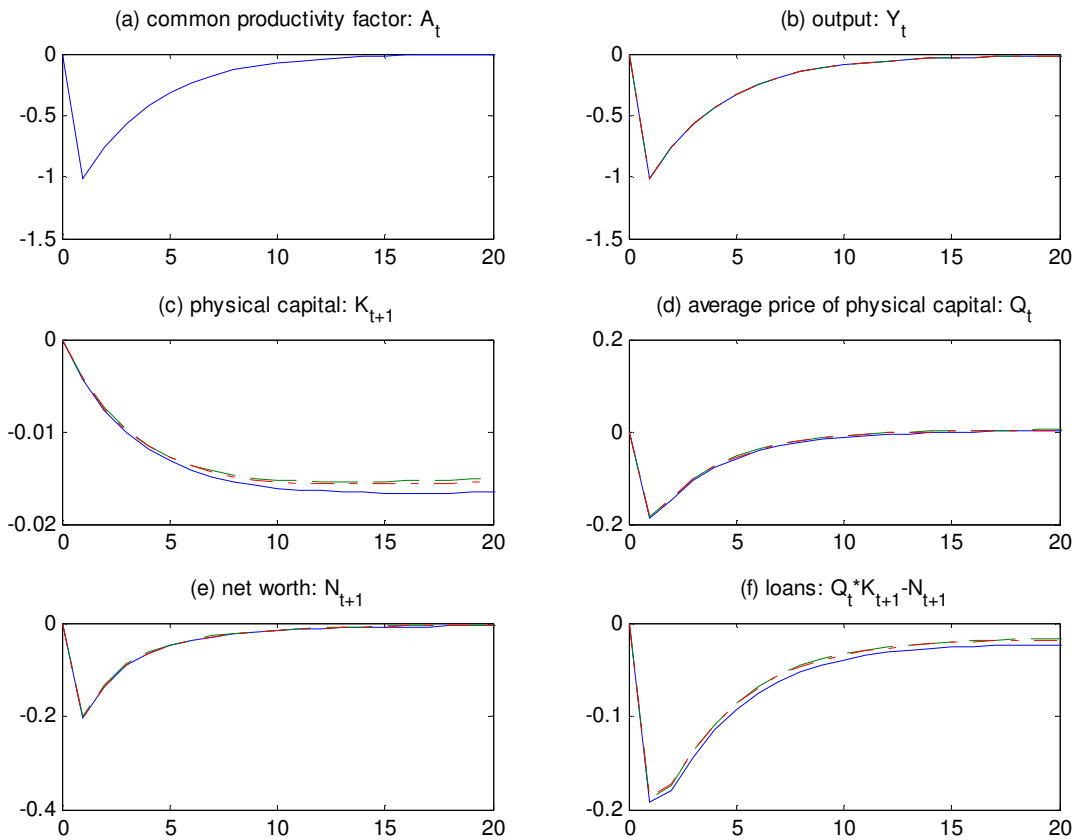 (a) common productivity factor: A_t
0
-0.5
-1
-1.5
0 5 10 15 20
(b) output: Y_t
0
-0.5
-1
-1.5
0 5 10 15 20
(c) physical capital: K_{t+1}
0
-0.01
-0.02
0 5 10 15 20
(d) average price of physical capital: Q_t
0.2
0
-0.2
0 5 10 15 20
(e) net worth: N_{t+1}
0
-0.2
-0.4
0 5 10 15 20
(f) loans: Q_t*K_{t+1}-N_{t+1}
0
-0.1
-0.2
0 5 10 15 20